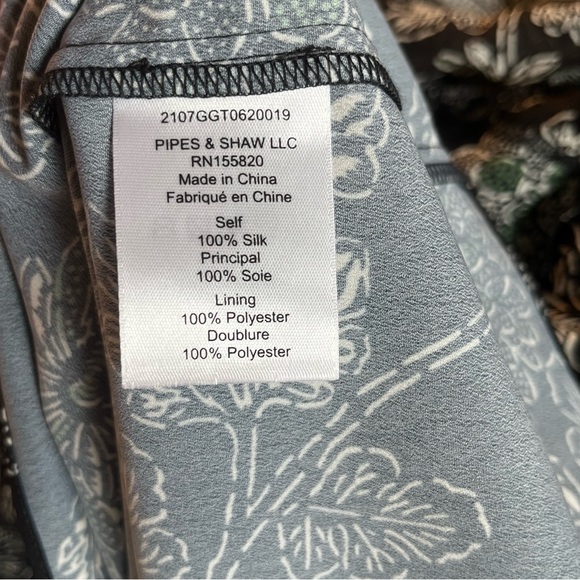 2107GGT0620019
PIPES & SHAW LLC
RN155820
Made in China
Fabriqué en Chine
Self
100% Silk
Principal
100% Soie
Lining
100% Polyester
Doublure
100% Polyester